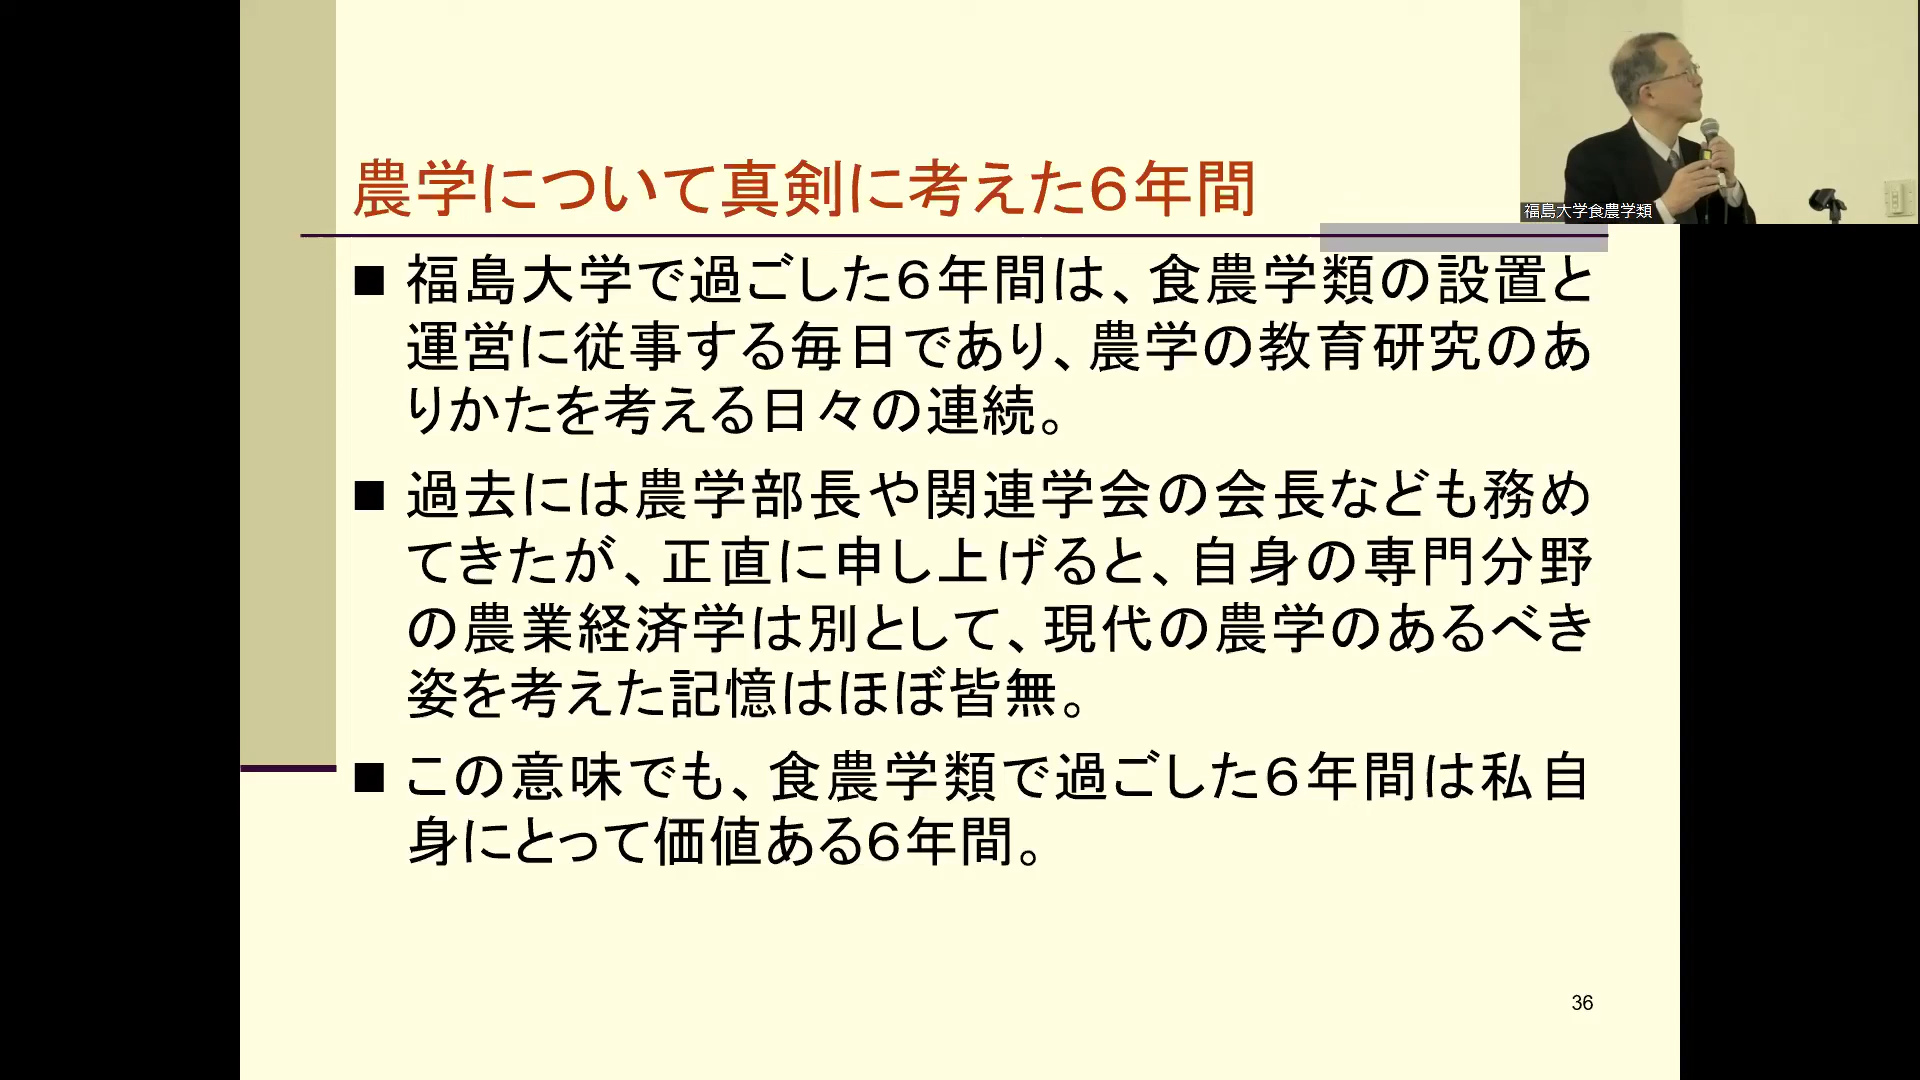 農学について真剣に考えた６年間
福島大学食農学類
■ 福島大学で過ごした６年間は、食農学類の設置と
運営に従事する毎日であり、農学の教育研究のあ
りかたを考える日々の連続。
■ 過去には農学部長や関連学会の会長なども務め
てきたが、正直に申し上げると、自身の専門分野
の農業経済学は別として、現代の農学のあるべき
姿を考えた記憶はほぼ皆無。
■ この意味でも、食農学類で過ごした６年間は私自
身にとって価値ある６年間。
36